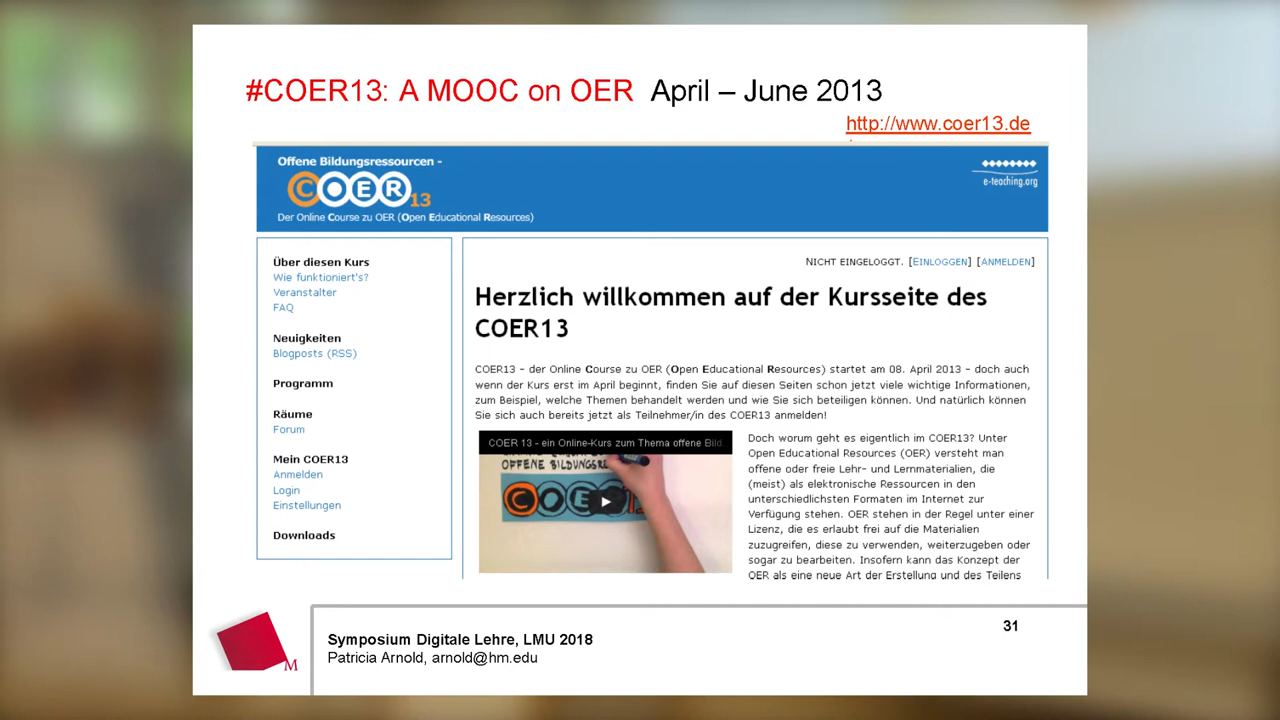 #COER13: A MOOC on OER April – June 2013
http://www.coer13.de
Offene Bildungsressourcen -
COER13
Der Online Course zu OER (Open Educational Resources)
e-teaching.org
Über diesen Kurs
Wie funktioniert's?
Veranstalter
FAQ
Neuigkeiten
Blogposts (RSS)
Programm
Räume
Forum
Mein COER13
Anmelden
Login
Einstellungen
Downloads
NICHT EINGELOGGT. [EINLOGGEN] [ANMELDEN]
Herzlich willkommen auf der Kursseite des
COER13
COER13 - der Online Course zu OER (Open Educational Resources) startet am 08. April 2013 - doch auch
wenn der Kurs erst im April beginnt, finden Sie auf diesen Seiten schon jetzt viele wichtige Informationen,
zum Beispiel, welche Themen behandelt werden und wie Sie sich beteiligen können. Und natürlich können
Sie sich auch bereits jetzt als Teilnehmer/in des COER13 anmelden!
COER 13 - ein Online-Kurs zum Thema offene Bild
OFFENE BILDUNGSRE
COE
Doch worum geht es eigentlich im COER13? Unter
Open Educational Resources (OER) versteht man
offene oder freie Lehr- und Lernmaterialien, die
(meist) als elektronische Ressourcen in den
unterschiedlichsten Formaten im Internet zur
Verfügung stehen. OER stehen in der Regel unter einer
Lizenz, die es erlaubt frei auf die Materialien
zuzugreifen, diese zu verwenden, weiterzugeben oder
sogar zu bearbeiten. Insofern kann das Konzept der
OER als eine neue Art der Erstellung und des Teilens
M
Symposium Digitale Lehre, LMU 2018
Patricia Arnold, arnold@hm.edu
31